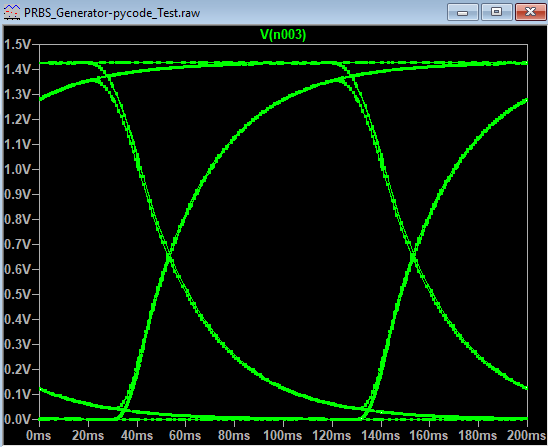 PRBS_Generator-pycode_Test.raw
V(n003)
1.5V
1.4V
1.3V
1.2V
1.1V
1.0V
0.9V
0.8V
0.7V
0.6V
0.5V
0.4V
0.3V
0.2V
0.1V
0.0V
0ms 20ms 40ms 60ms 80ms 100ms 120ms 140ms 160ms 180ms 200ms